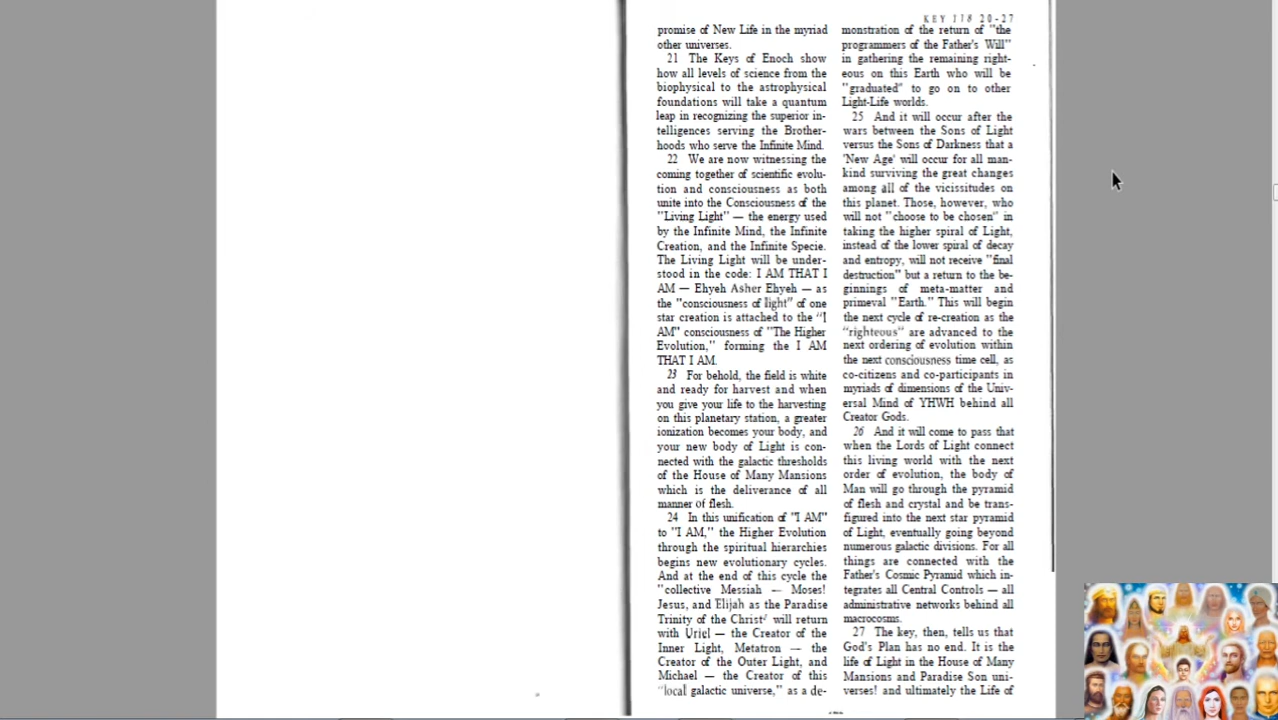 KEY 118 20-27
promise of New Life in the myriad
other universes.
21 The Keys of Enoch show
how all levels of science from the
biophysical to the astrophysical
foundations will take a quantum
leap in recognizing the superior in-
telligences serving the Brother-
hoods who serve the Infinite Mind.
22 We are now witnessing the
coming together of scientific evolu-
tion and consciousness as both
unite into the Consciousness of the
"Living Light" — the energy used
by the Infinite Mind, the Infinite
Creation, and the Infinite Specie.
The Living Light will be under-
stood in the code: I AM THAT I
AM — Ehyeh Asher Ehyeh — as
the "consciousness of light" of one
star creation is attached to the "I
AM" consciousness of "The Higher
Evolution," forming the I AM
THAT I AM.
23 For behold, the field is white
and ready for harvest and when
you give your life to the harvesting
on this planetary station, a greater
ionization becomes your body, and
your new body of Light is con-
nected with the galactic thresholds
of the House of Many Mansions
which is the deliverance of all
manner of flesh.
24 In this unification of "I AM"
to "I AM," the Higher Evolution
through the spiritual hierarchies
begins new evolutionary cycles.
And at the end of this cycle the
"collective Messiah — Moses!
Jesus, and Elijah as the Paradise
Trinity of the Christ' will return
with Uriel — the Creator of the
Inner Light, Metatron — the
Creator of the Outer Light, and
Michael — the Creator of this
"local galactic universe," as a de-
monstration of the return of "the
programmers of the Father's Will"
in gathering the remaining right-
eous on this Earth who will be
"graduated" to go on to other
Light-Life worlds.
25 And it will occur after the
wars between the Sons of Light
versus the Sons of Darkness that a
'New Age' will occur for all man-
kind surviving the great changes
among all of the vicissitudes on
this planet. Those, however, who
will not "choose to be chosen" in
taking the higher spiral of Light,
instead of the lower spiral of decay
and entropy, will not receive "final
destruction" but a return to the be-
ginnings of meta-matter and
primeval "Earth." This will begin
the next cycle of re-creation as the
"righteous" are advanced to the
next ordering of evolution within
the next consciousness time cell, as
co-citizens and co-participants in
myriads of dimensions of the Univ-
ersal Mind of YHWH behind all
Creator Gods.
26 And it will come to pass that
when the Lords of Light connect
this living world with the next
order of evolution, the body of
Man will go through the pyramid
of flesh and crystal and be trans-
figured into the next star pyramid
of Light, eventually going beyond
numerous galactic divisions. For all
things are connected with the
Father's Cosmic Pyramid which in-
tegrates all Central Controls — all
administrative networks behind all
macrocosms.
27 The key, then, tells us that
God's Plan has no end. It is the
life of Light in the House of Many
Mansions and Paradise Son uni-
verses! and ultimately the Life of